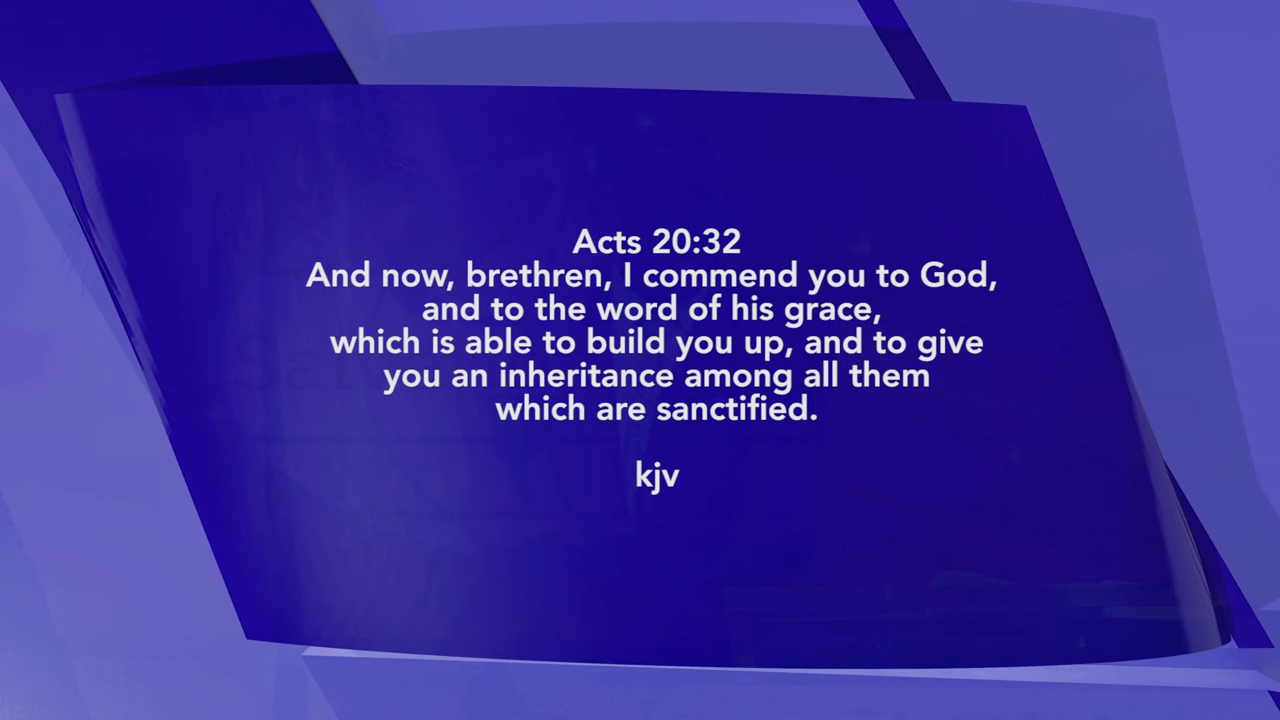 Acts 20:32
And now, brethren, I commend you to God,
and to the word of his grace,
which is able to build you up, and to give
you an inheritance among all them
which are sanctified.
kjv